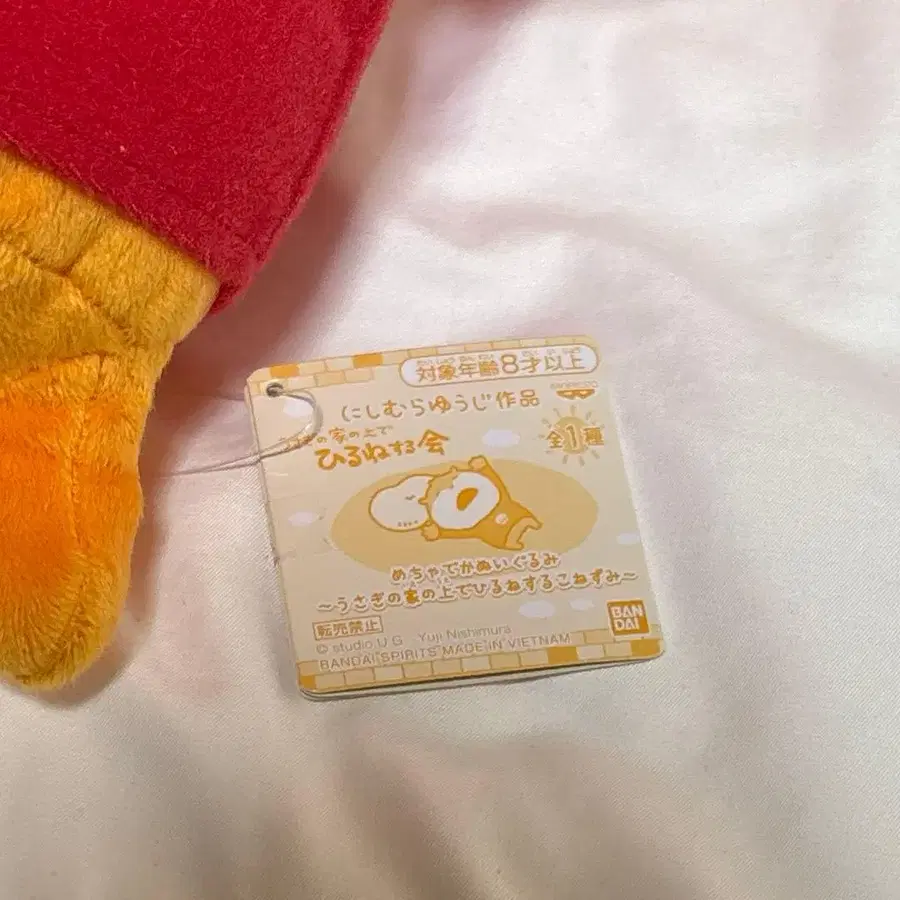 対象年齢8才以上
BANPRESTO
にしむらゆうじ作品
の家の上で
ひるねする会
全1種
めちゃでかぬいぐるみ
～うさぎの家の上でひるねするこねずみ～
転売禁止
© studio U.G. Yuji Nishimura
BANDAI SPIRITS MADE IN VIETNAM
BAN
DAI